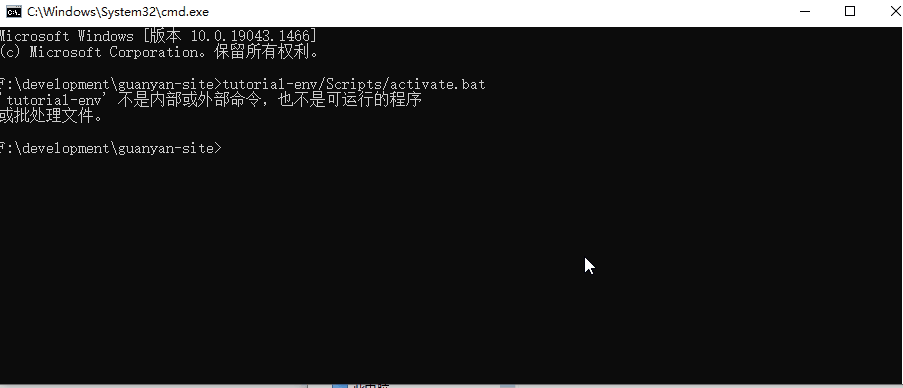 C:\Windows\System32\cmd.exe
Microsoft Windows [版本 10.0.19043.1466]
(c) Microsoft Corporation。保留所有权利。
F:\development\guanyan-site>tutorial-env/Scripts/activate.bat
'tutorial-env' 不是内部或外部命令，也不是可运行的程序
或批处理文件。
F:\development\guanyan-site>